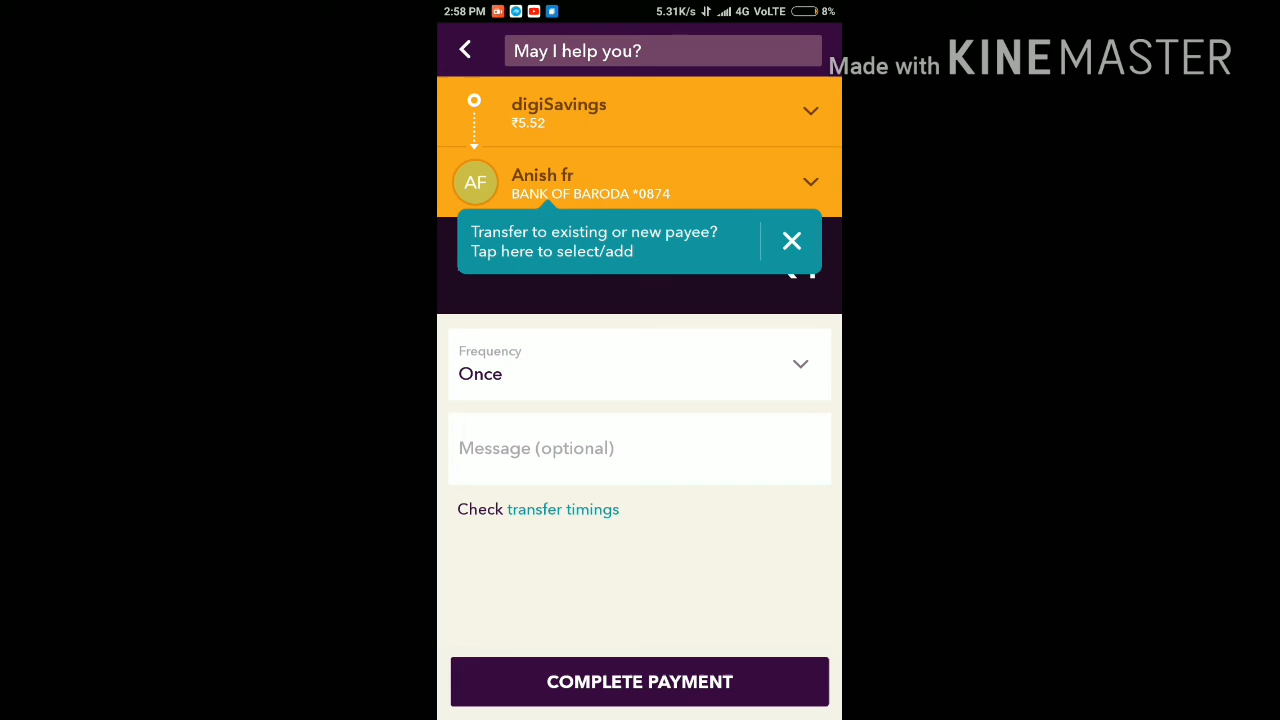 2:58 PM 5.31K/s 4G VoLTE 8%
May I help you?
Made with KINEMASTER
digiSavings
₹5.52
AF
Anish fr
BANK OF BARODA *0874
Transfer to existing or new payee?
Tap here to select/add
Frequency
Once
Message (optional)
Check transfer timings
COMPLETE PAYMENT